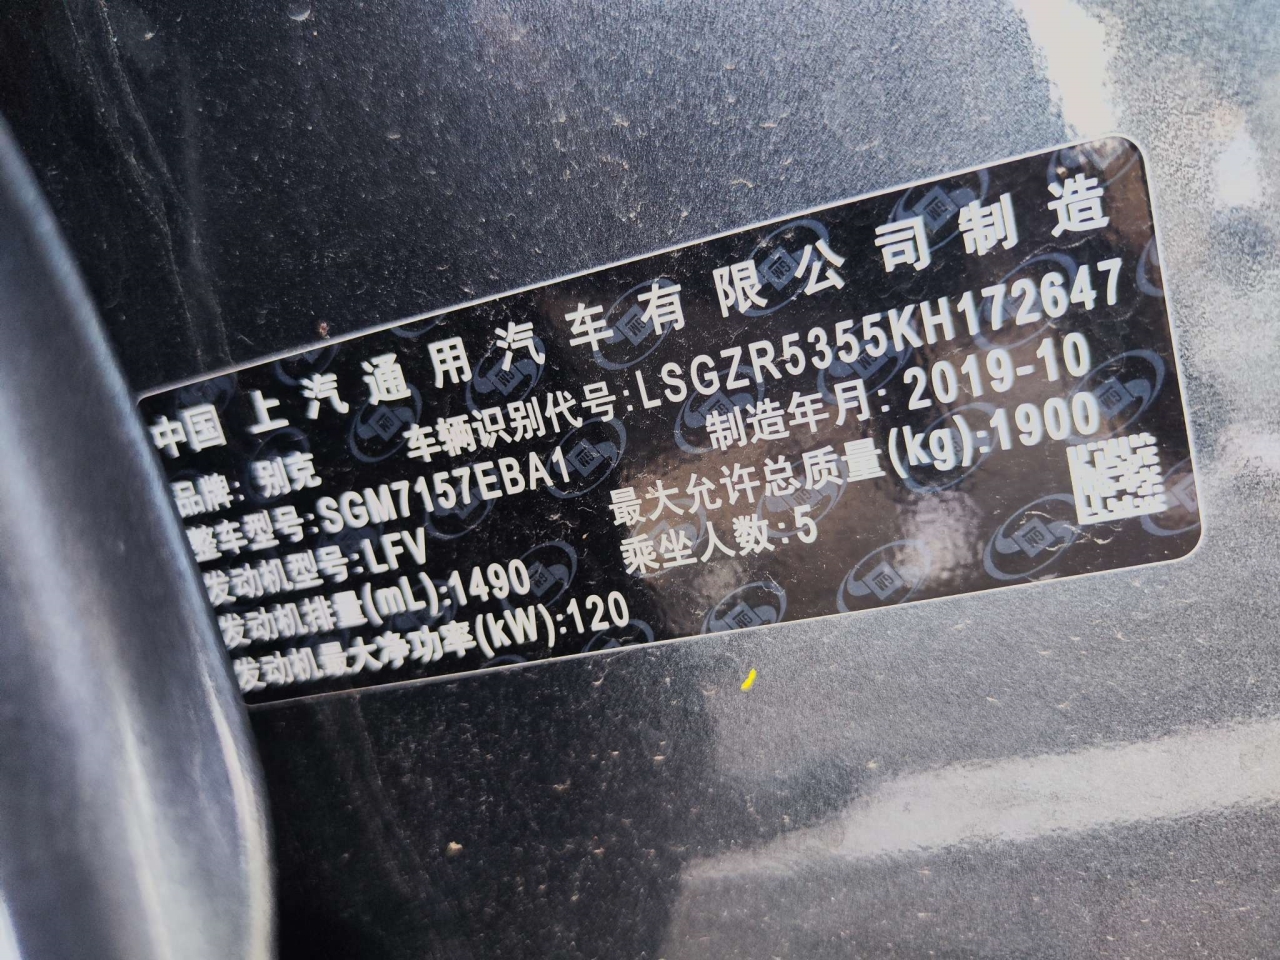 中国上汽通用汽车有限公司制造
品牌: 别克 车辆识别代号:LSGZR5355KH172647
整车型号:SGM7157EBA1 制造年月: 2019-10
发动机型号:LFV 最大允许总质量(kg):1900
发动机排量(mL):1490 乘坐人数:5
发动机最大净功率(kW):120